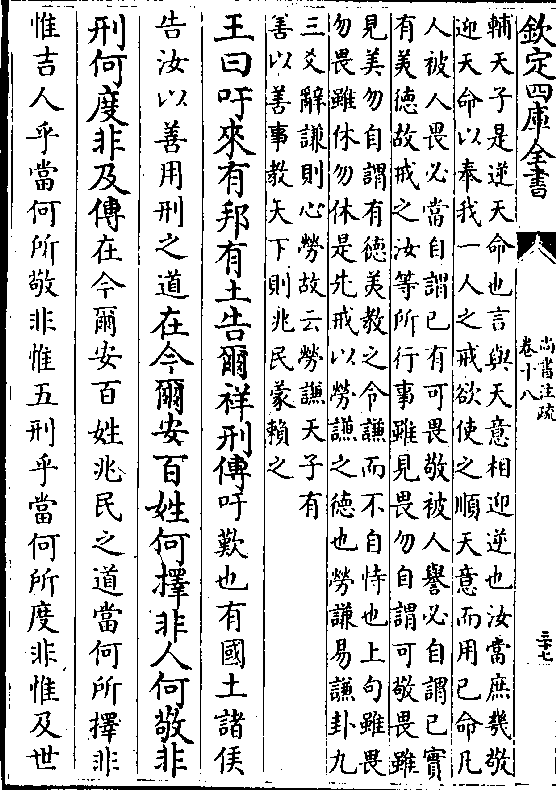 欽定四庫全書
尚書注疏
卷十八
三十七
輔天子是逆天命也言與天意相迎逆也汝當庶幾敬
迎天命以奉我一人之戒欲使之順天意而用已命凡
人被人畏必當自謂已有可畏敬被人譽必自謂已實
有美德故戒之汝等所行事雖見畏勿自謂可敬畏雖
見美勿自謂有德美教之令謙而不自恃也上句雖畏
勿畏雖休勿休是先戒以勞謙之德也勞謙易謙卦九
三爻辭謙則心勞故云勞謙天子有
善以善事教天下則兆民蒙賴之
王曰吁來有邦有土告爾祥刑傳吁歎也有國土諸侯
告汝以善用刑之道在今爾安百姓何擇非人何敬非
刑何度非及傳在今爾安百姓兆民之道當何所擇非
惟吉人乎當何所敬非惟五刑乎當何所度非惟及世